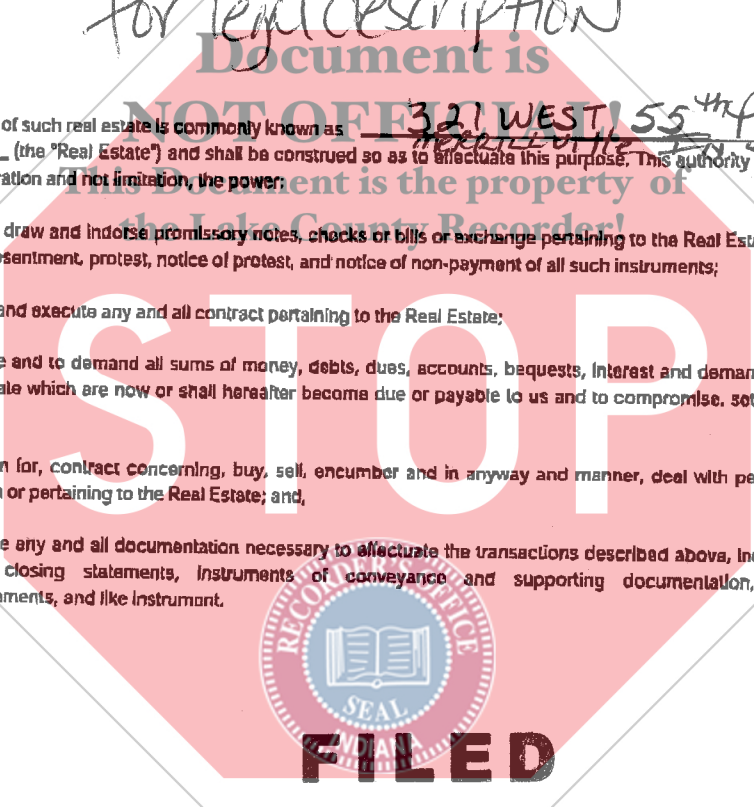 for legal description
Document is
NOT OFFICIAL!
of such real estate is commonly known as 321 WEST 55th
(the "Real Estate") and shall be construed so as to effectuate this purpose. This authority
MERRILLVILLE
ration and not limitation, the power:
This Document is the property of
the Lake County Recorder!
draw and indorse promissory notes, checks or bills or exchange pertaining to the Real Est
sentment, protest, notice of protest, and notice of non-payment of all such instruments;
and execute any and all contract pertaining to the Real Estate;
STOP
e and to demand all sums of money, debts, dues, accounts, bequests, interest and deman
ate which are now or shall hereafter become due or payable to us and to compromise, set
n for, contract concerning, buy, sell, encumber and in anyway and manner, deal with pe
or pertaining to the Real Estate; and,
e any and all documentation necessary to effectuate the transactions described above, in
closing statements, instruments of conveyance and supporting documentation,
ments, and like instrument.
RECORDER'S OFFICE
SEAL
INDIANA
FILED